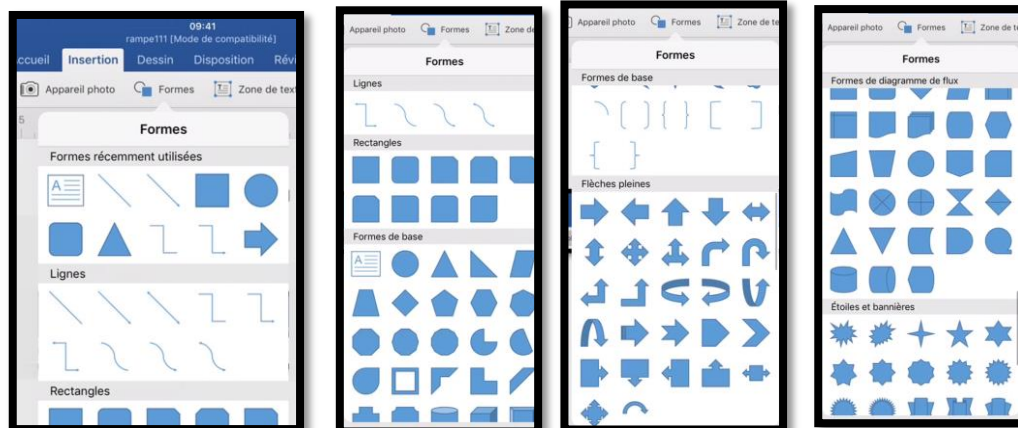 09:41
rampe111 [Mode de compatibilité]
ccueil Insertion Dessin Disposition Révi
Appareil photo Formes Zone de text
5
Formes
Formes récemment utilisées
A
Lignes
Rectangles
Appareil photo Formes Zone de
Formes
Lignes
Rectangles
Formes de base
A
Appareil photo Formes Zone de te
Formes
Formes de base
Flèches pleines
Appareil photo Formes Zone de te
Formes
Formes de diagramme de flux
Étoiles et bannières